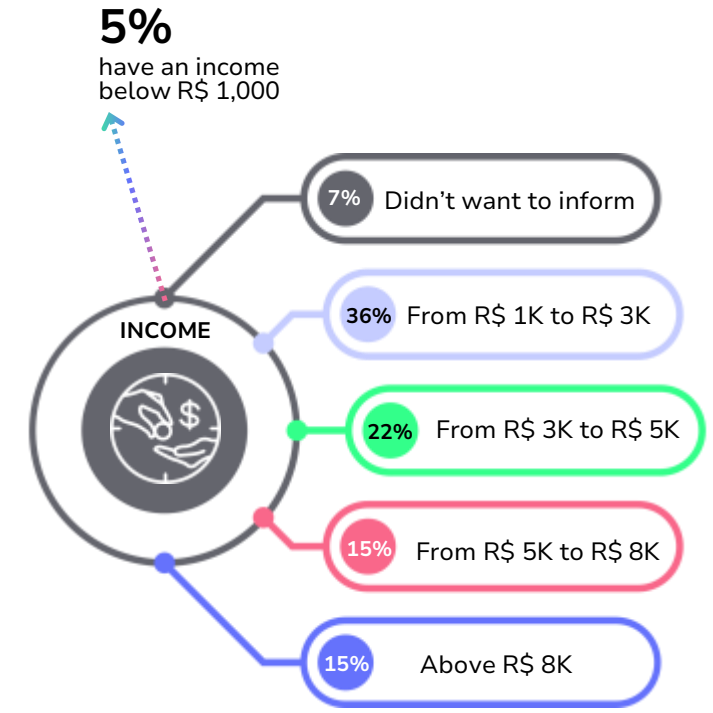 5%
have an income
below R$ 1,000
7% Didn’t want to inform
INCOME
$
36% From R$ 1K to R$ 3K
22% From R$ 3K to R$ 5K
15% From R$ 5K to R$ 8K
15% Above R$ 8K